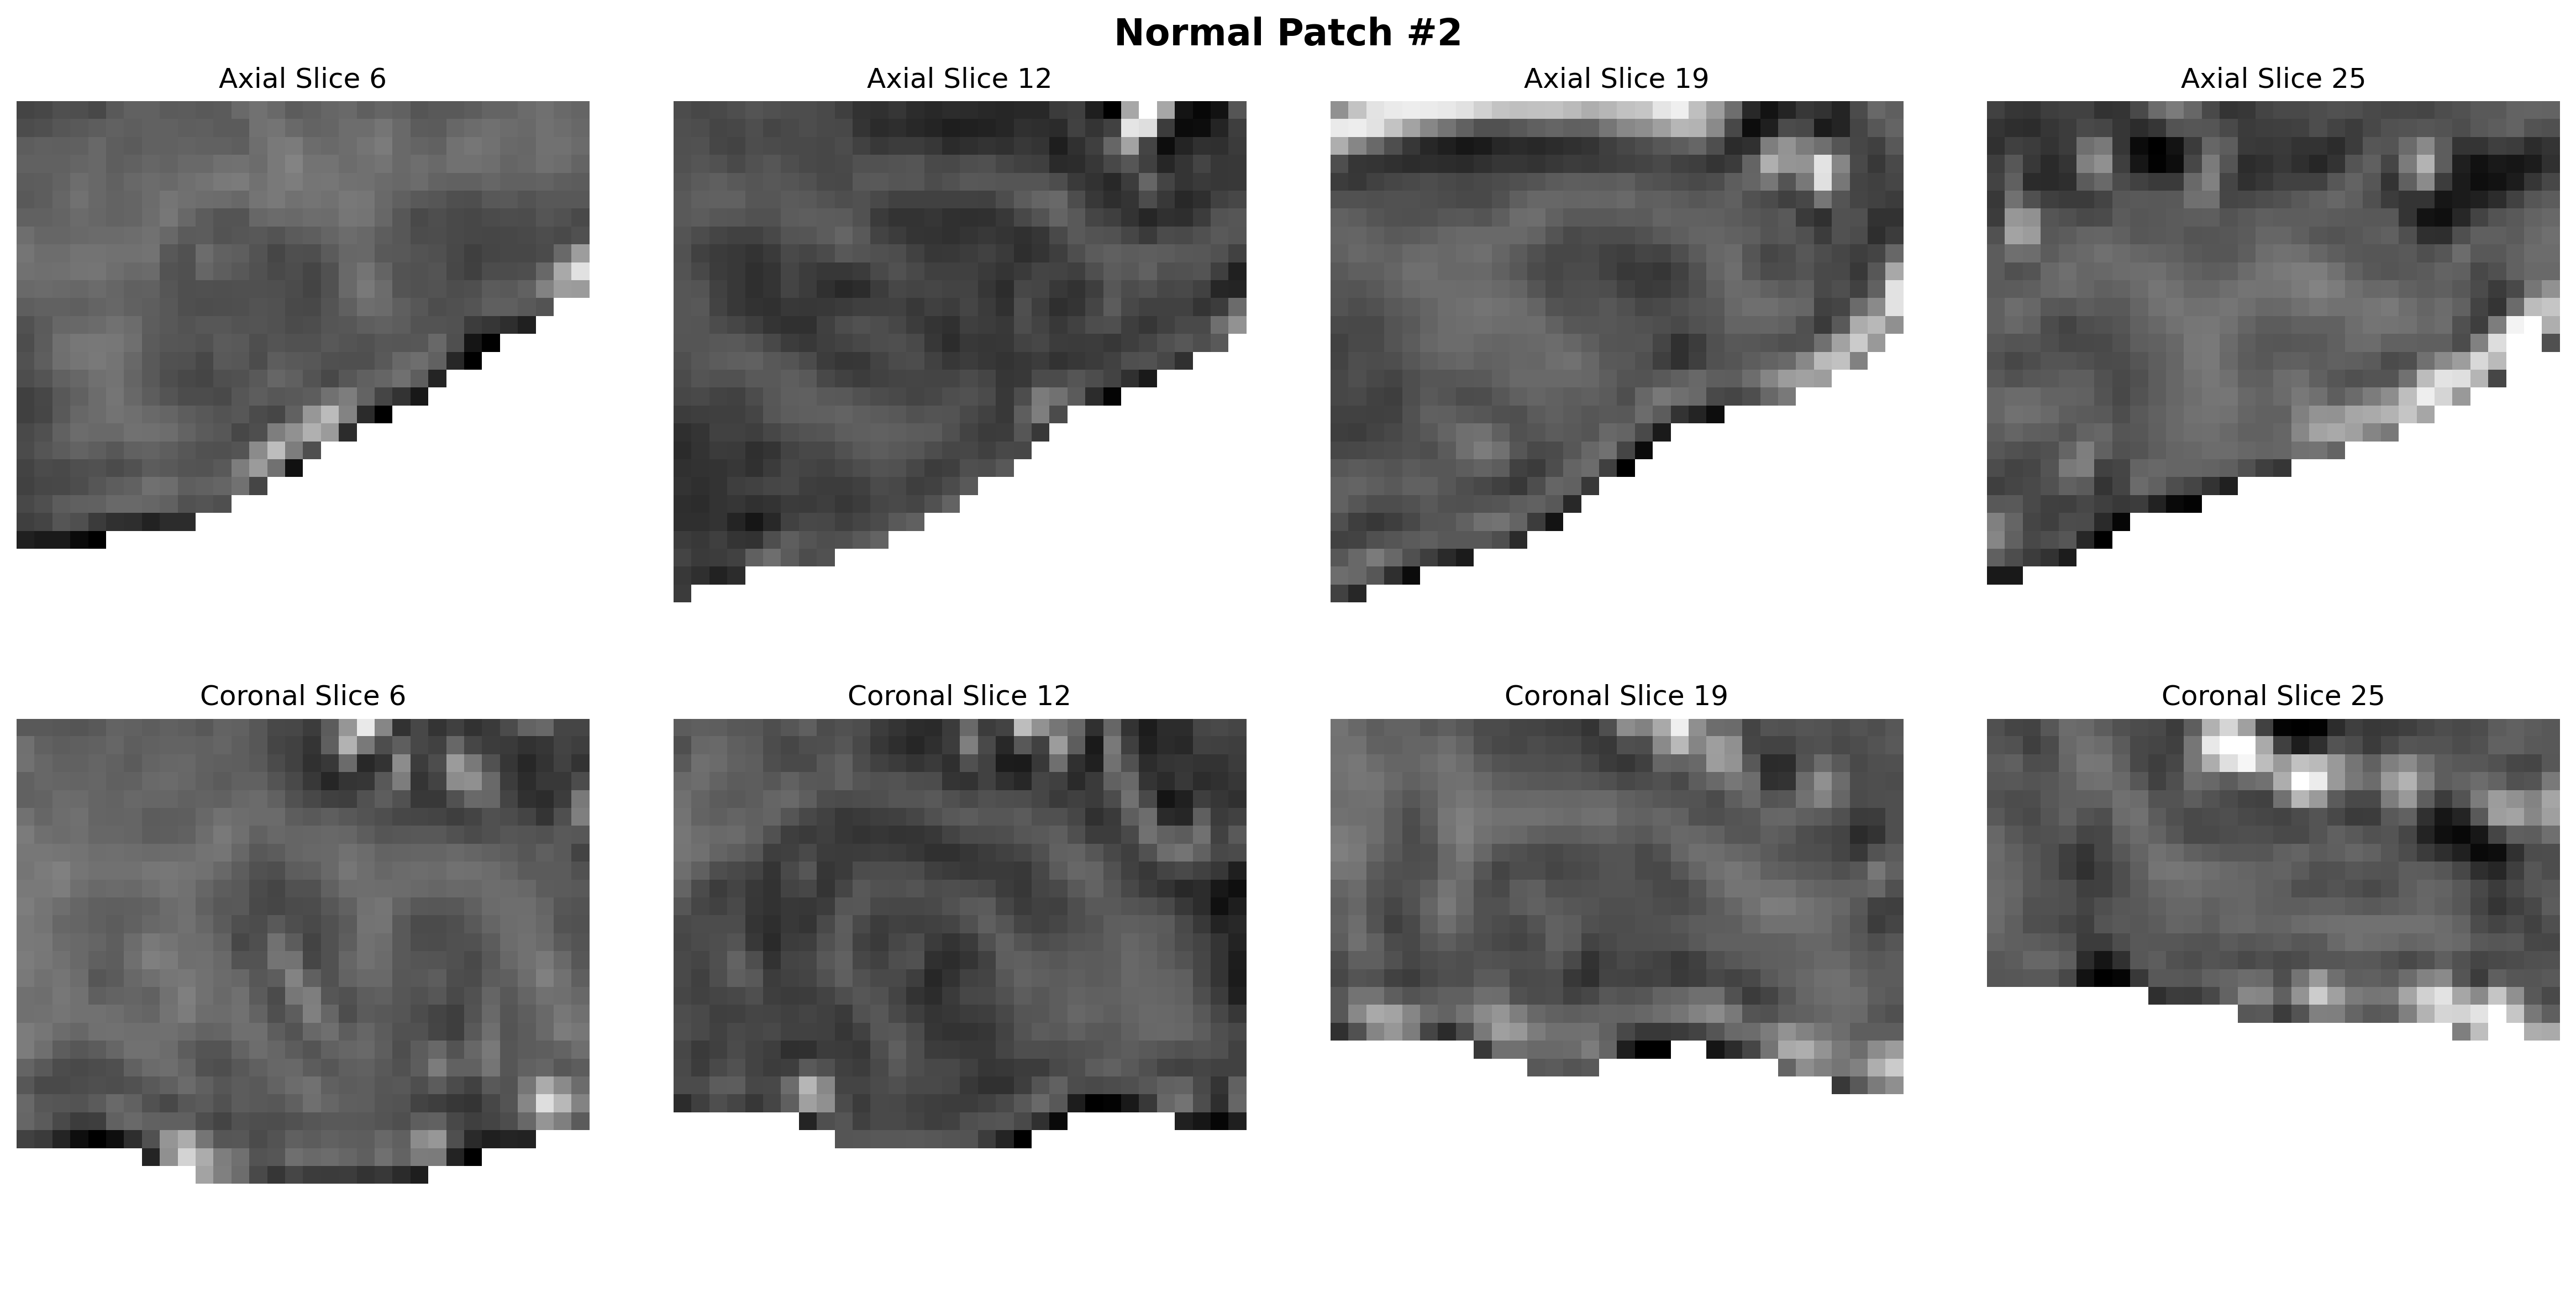 Normal Patch #2
Axial Slice 6
Axial Slice 12
Axial Slice 19
Axial Slice 25
Coronal Slice 6
Coronal Slice 12
Coronal Slice 19
Coronal Slice 25